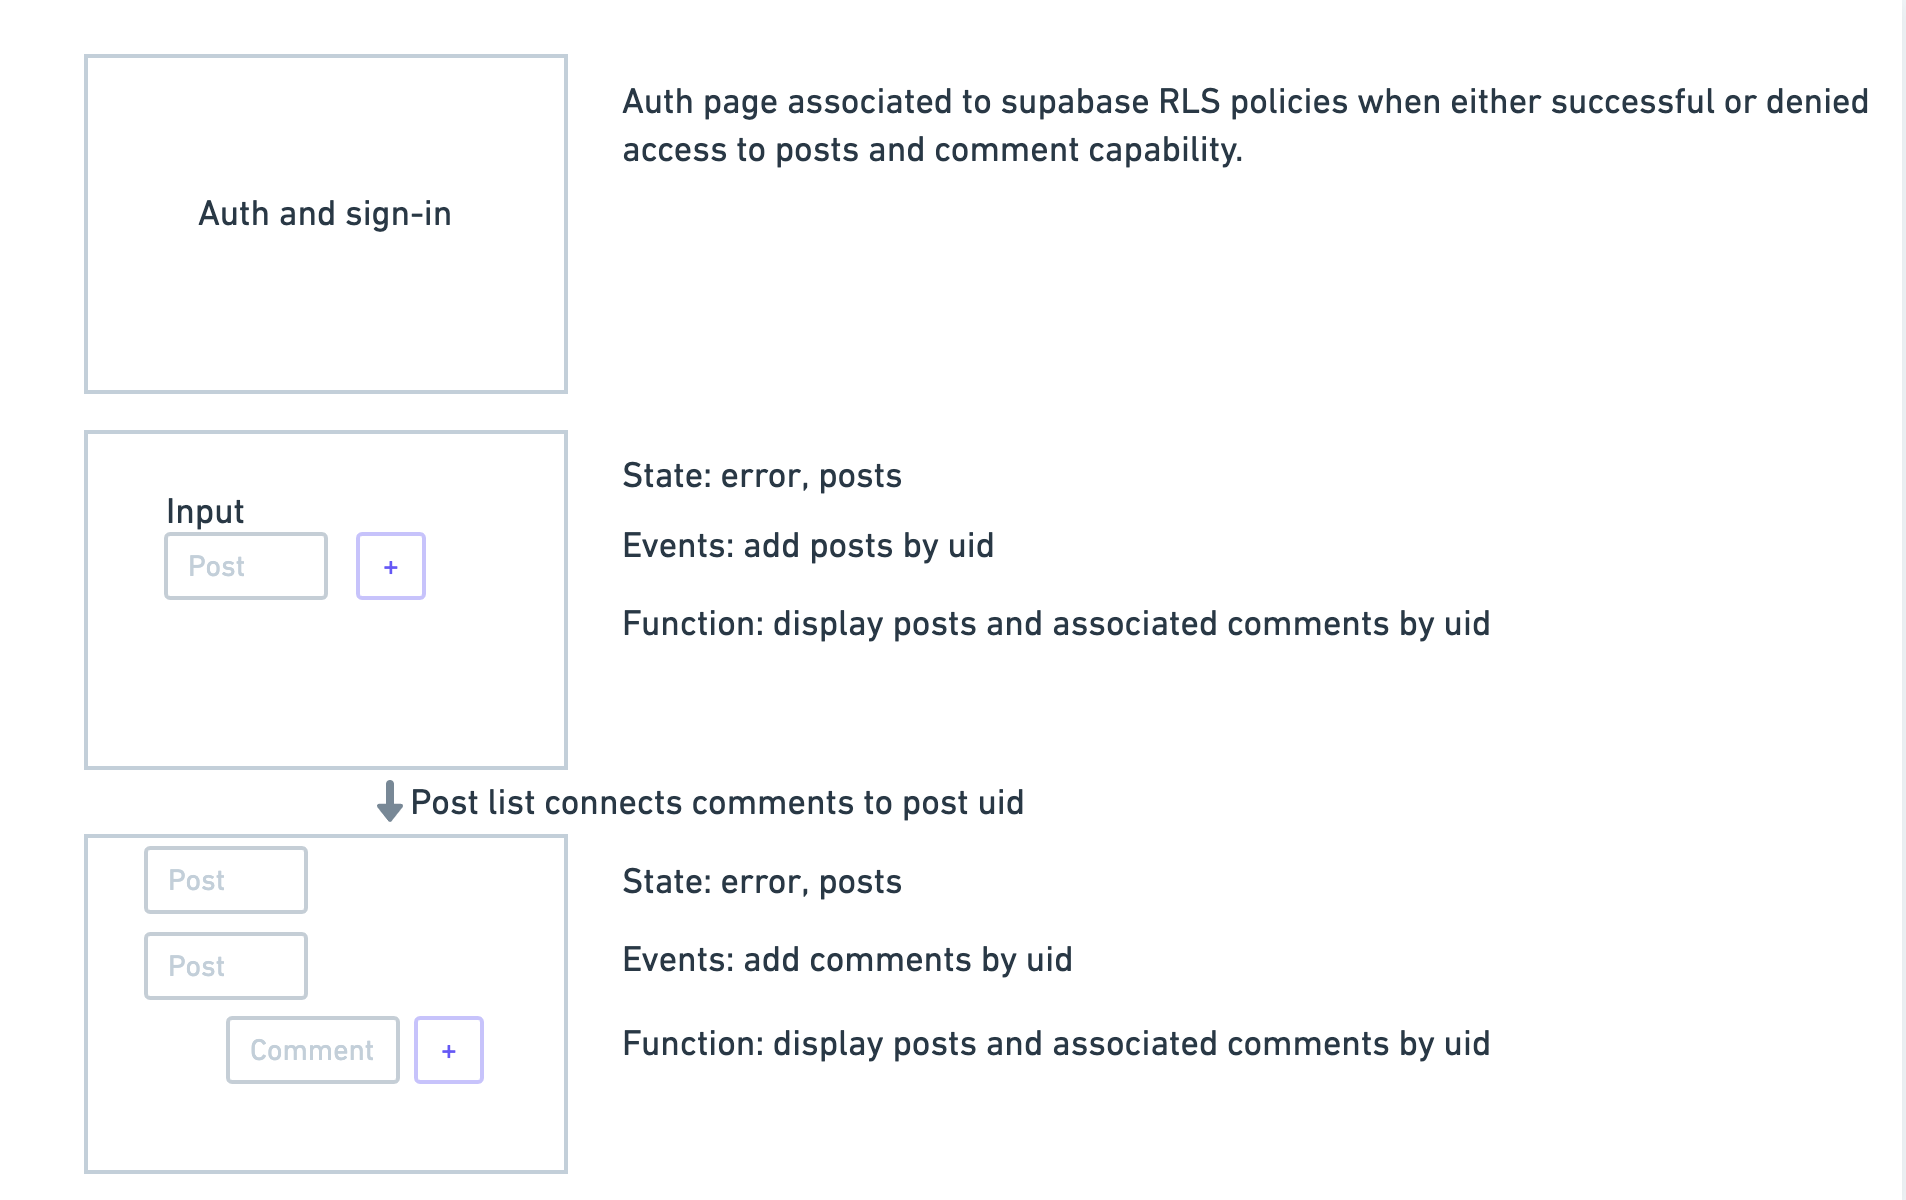 Auth page associated to supabase RLS policies when either successful or denied
access to posts and comment capability.
Auth and sign-in
State: error, posts
Input
Events: add posts by uid
Post
+
Function: display posts and associated comments by uid
Post list connects comments to post uid
Post
State: error, posts
Post
Events: add comments by uid
Comment
+
Function: display posts and associated comments by uid